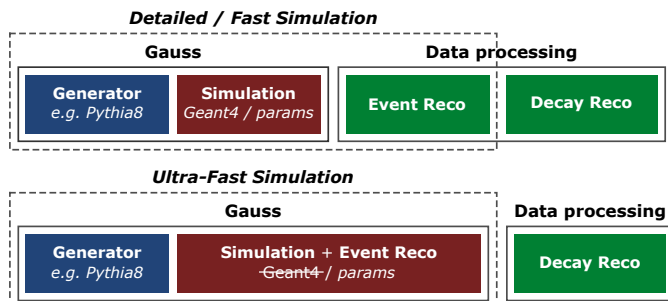 Detailed / Fast Simulation
Gauss
Data processing
Generator
e.g. Pythia8
Simulation
Geant4 / params
Event Reco
Decay Reco
Ultra-Fast Simulation
Gauss
Data processing
Generator
e.g. Pythia8
Simulation + Event Reco
Geant4 / params
Decay Reco